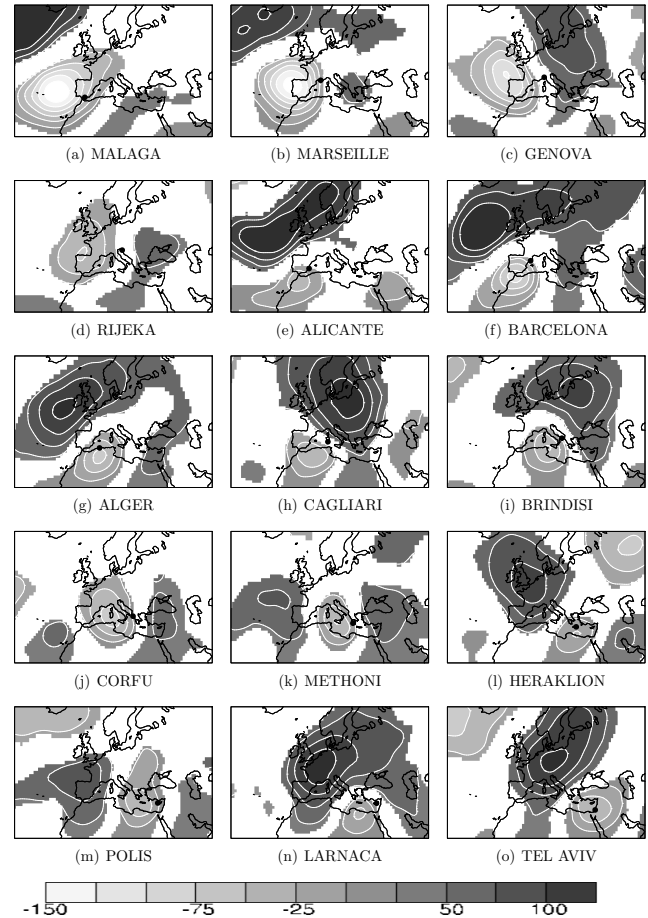 (a) MALAGA
(b) MARSEILLE
(c) GENOVA
(d) RIJEKA
(e) ALICANTE
(f) BARCELONA
(g) ALGER
(h) CAGLIARI
(i) BRINDISI
(j) CORFU
(k) METHONI
(l) HERAKLION
(m) POLIS
(n) LARNACA
(o) TEL AVIV
-150 -75 -25 50 100